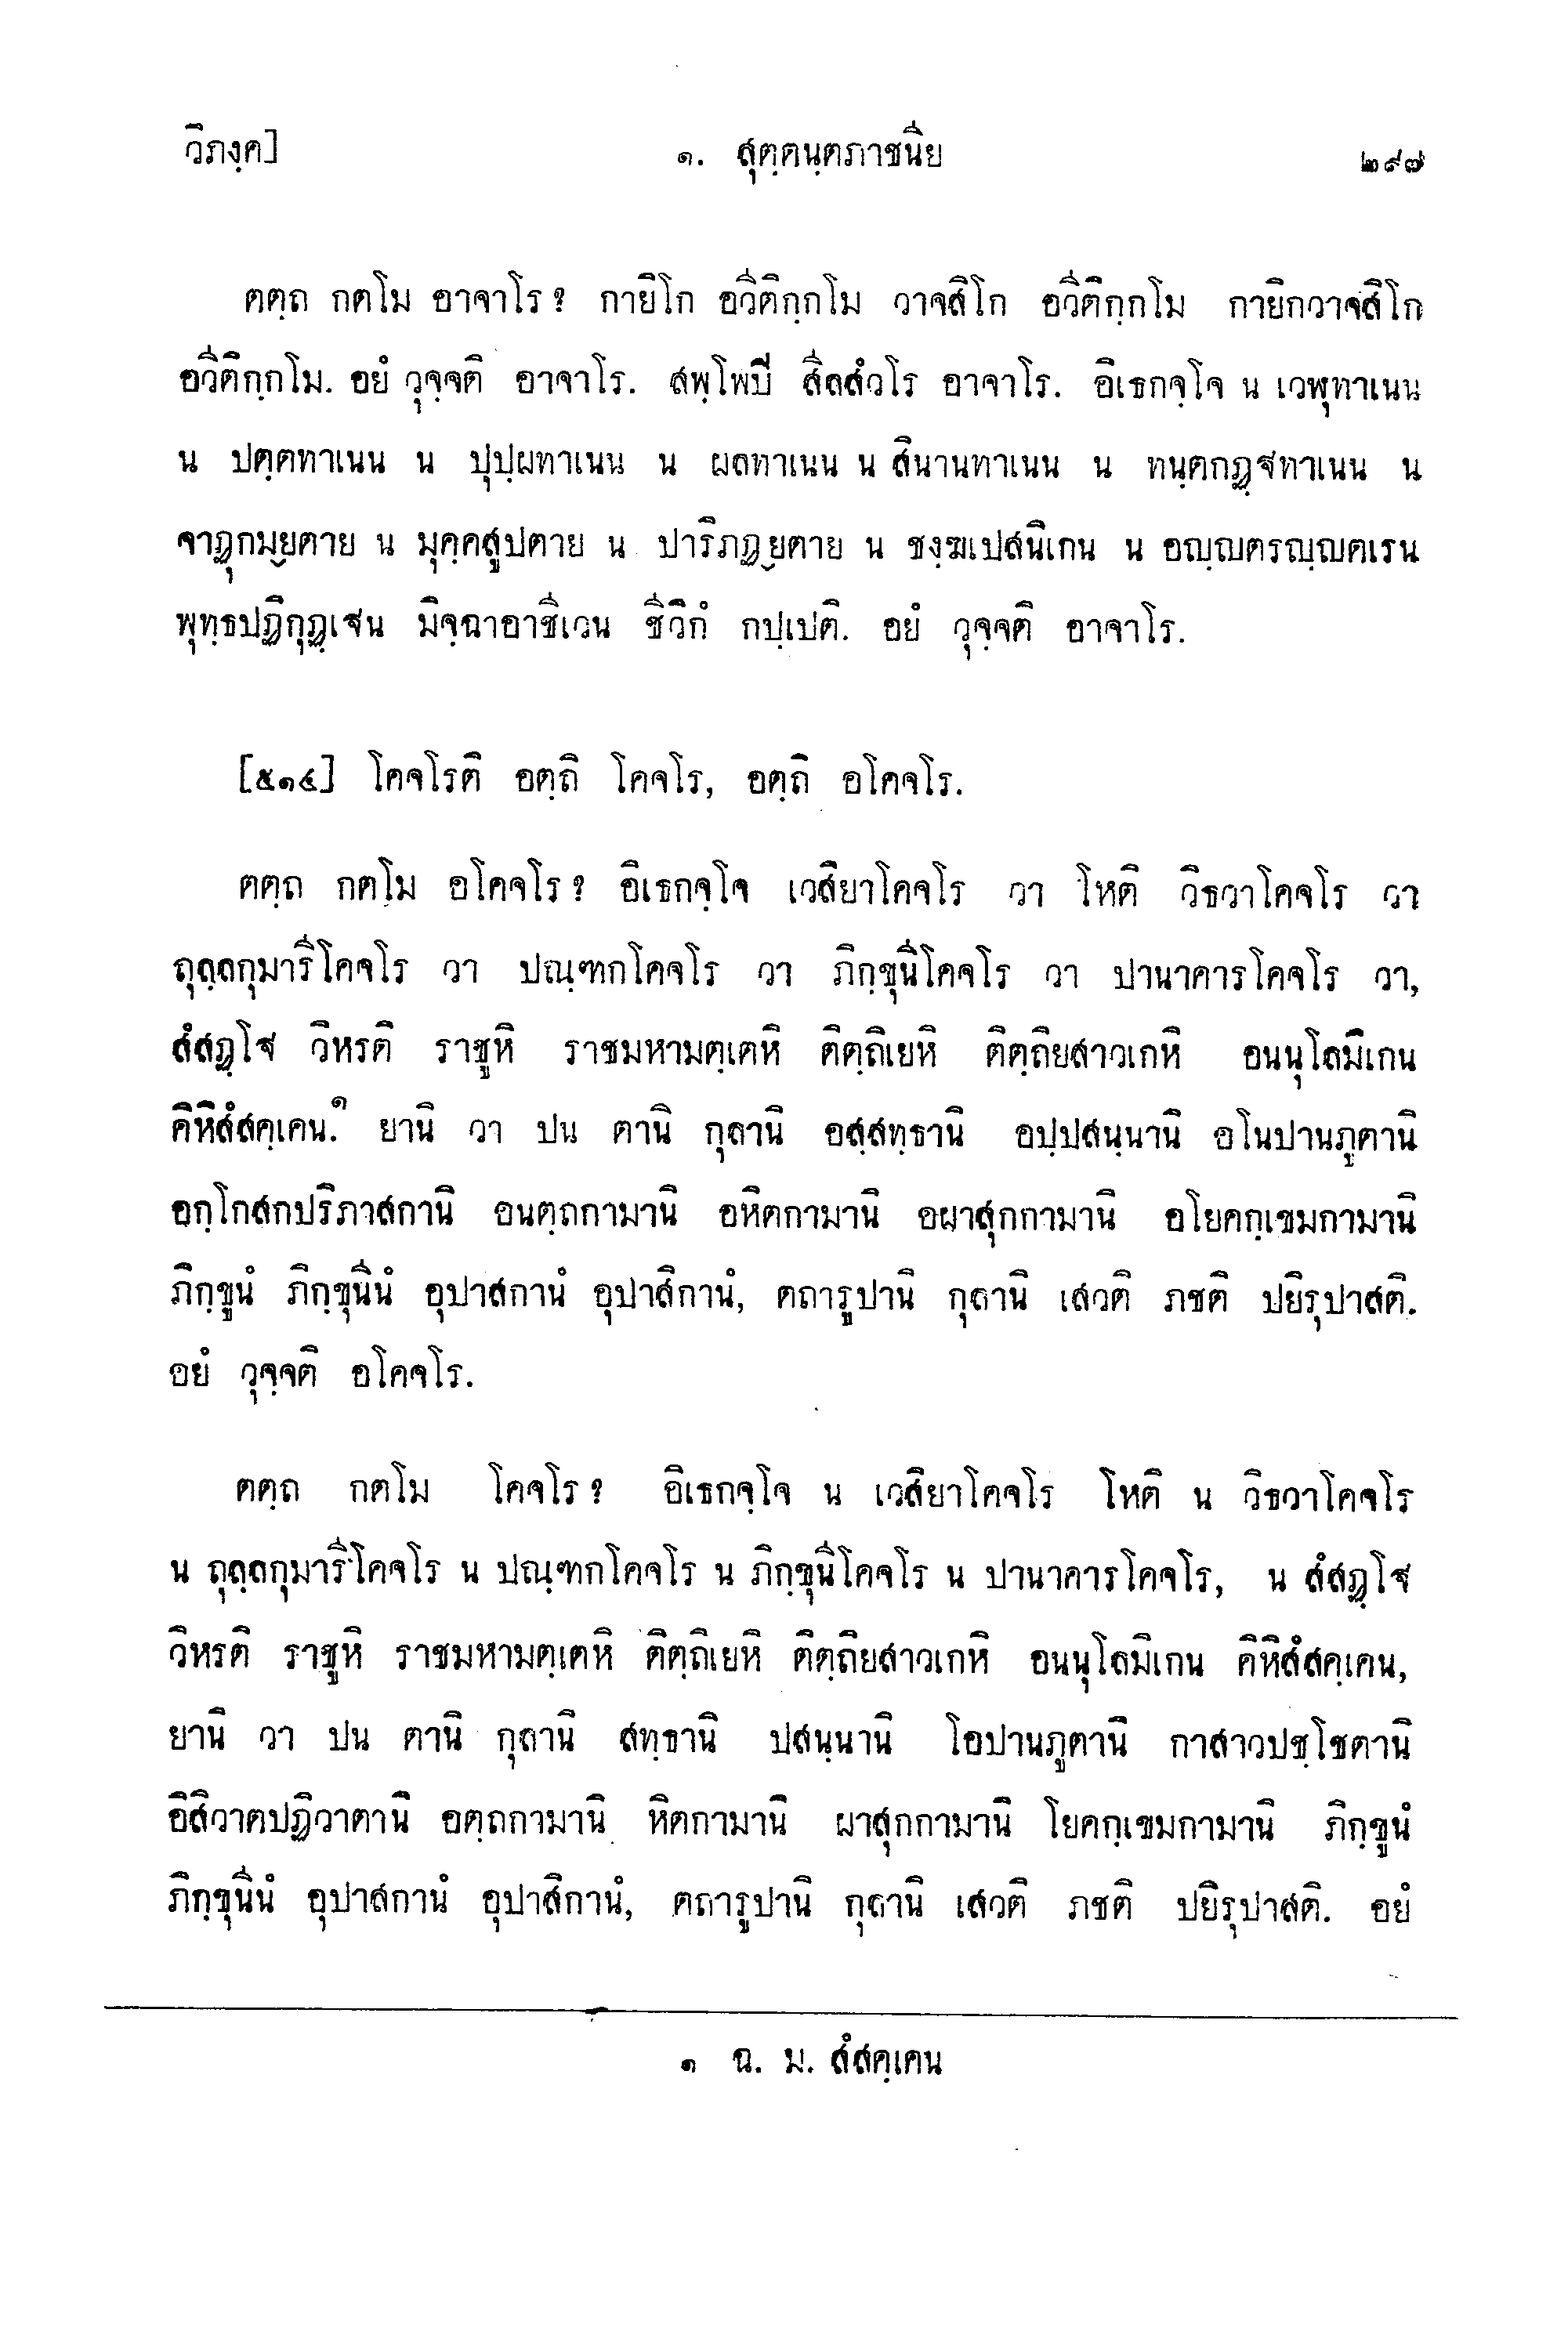 วิภงฺค]
๑. สุตฺตนฺตภาชนีย
๒๙๗
ตตฺถ กตโม อาจาโร? กายิโก อวีติกฺกโม วาจสิโก อวีติกฺกโม กายิกวาจสิโก
อวีติกฺกโม. อยํ วุจฺจติ อาจาโร. สพฺโพปิ สีลสํวโร อาจาโร. อิเธกจฺโจ น เวฬุทาเนน
น ปตฺตทาเนน น ปุปฺผทาเนน น ผลทาเนน น สินานทาเนน น ทนฺตกฏฺฐทาเนน น
จาฏุกมฺยตาย น มุคฺคสูปตาย น ปาริภฏฺยตาย น ชงฺฆเปสนิเกน น อญฺญตรญฺญตเรน
พุทฺธปฏิกุฏฺเฐน มิจฺฉาอาชีเวน ชีวิกํ กปฺเปติ. อยํ วุจฺจติ อาจาโร.
[๕๑๔] โคจโรติ อตฺถิ โคจโร, อตฺถิ อโคจโร.
ตตฺถ กตโม อโคจโร? อิเธกจฺโจ เวสิยาโคจโร วา โหติ วิธวาโคจโร วา
ถุลฺลกุมารีโคจโร วา ปณฺฑกโคจโร วา ภิกฺขุนีโคจโร วา ปานาคารโคจโร วา,
สํสฏฺโฐ วิหรติ ราชูหิ ราชมหามตฺเตหิ ติตฺถิเยหิ ติตฺถิยสาวเกหิ อนนุโลมิเกน
คิหิสํสคฺเคน.๑ ยานิ วา ปน ตานิ กุลานิ อสฺสทฺธานิ อปฺปสนฺนานิ อโนปานภูตานิ
อกฺโกสกปริภาสกานิ อนตฺถกามานิ อหิตกามานิ อผาสุกกามานิ อโยคกฺเขมกามานิ
ภิกฺขูนํ ภิกฺขุนีนํ อุปาสกานํ อุปาสิกานํ, ตถารูปานิ กุลานิ เสวติ ภชติ ปยิรุปาสติ.
อยํ วุจฺจติ อโคจโร.
ตตฺถ กตโม โคจโร? อิเธกจฺโจ น เวสิยาโคจโร โหติ น วิธวาโคจโร
น ถุลฺลกุมารีโคจโร น ปณฺฑกโคจโร น ภิกฺขุนีโคจโร น ปานาคารโคจโร, น สํสฏฺโฐ
วิหรติ ราชูหิ ราชมหามตฺเตหิ ติตฺถิเยหิ ติตฺถิยสาวเกหิ อนนุโลมิเกน คิหิสํสคฺเคน,
ยานิ วา ปน ตานิ กุลานิ สทฺธานิ ปสนฺนานิ โอปานภูตานิ กาสาวปชฺโชตานิ
อิสิวาตปฏิวาตานิ อตฺถกามานิ หิตกามานิ ผาสุกกามานิ โยคกฺเขมกามานิ ภิกฺขูนํ
ภิกฺขุนีนํ อุปาสกานํ อุปาสิกานํ, ตถารูปานิ กุลานิ เสวติ ภชติ ปยิรุปาสติ. อยํ
๑ ฉ. ม. สํสคฺเคน